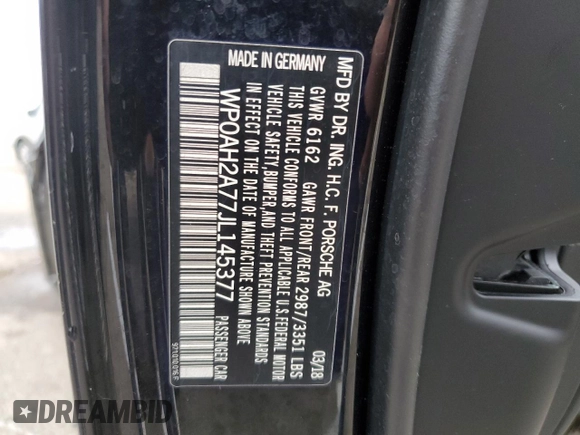 MFD BY DR. ING. H.C. F. PORSCHE AG
GVWR 6162 GAWR FRONT/REAR 2987/3351 LBS
THIS VEHICLE CONFORMS TO ALL APPLICABLE U.S.FEDERAL MOTOR
VEHICLE SAFETY,BUMPER,AND THEFT PREVENTION STANDARDS
IN EFFECT ON THE DATE OF MANUFACTURE SHOWN ABOVE
03/18
WP0AH2A77JL145377
MADE IN GERMANY
PASSENGER CAR
DREAMBID